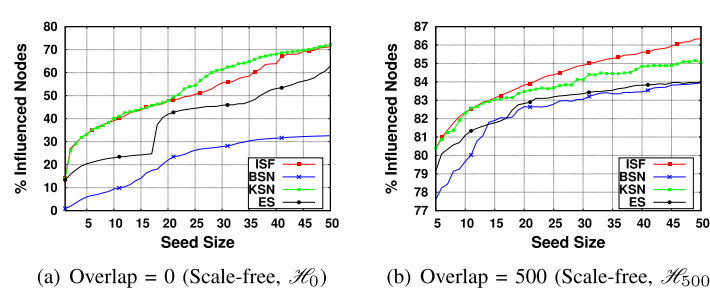 80
70
60
50
40
30
20
10
0
% Influenced Nodes
5 10 15 20 25 30 35 40 45 50
Seed Size
ISF
BSN
KSN
ES
(a) Overlap = 0 (Scale-free, ℋ0)
87
86
85
84
83
82
81
80
79
78
77
% Influenced Nodes
5 10 15 20 25 30 35 40 45 50
Seed Size
ISF
BSN
KSN
ES
(b) Overlap = 500 (Scale-free, ℋ500